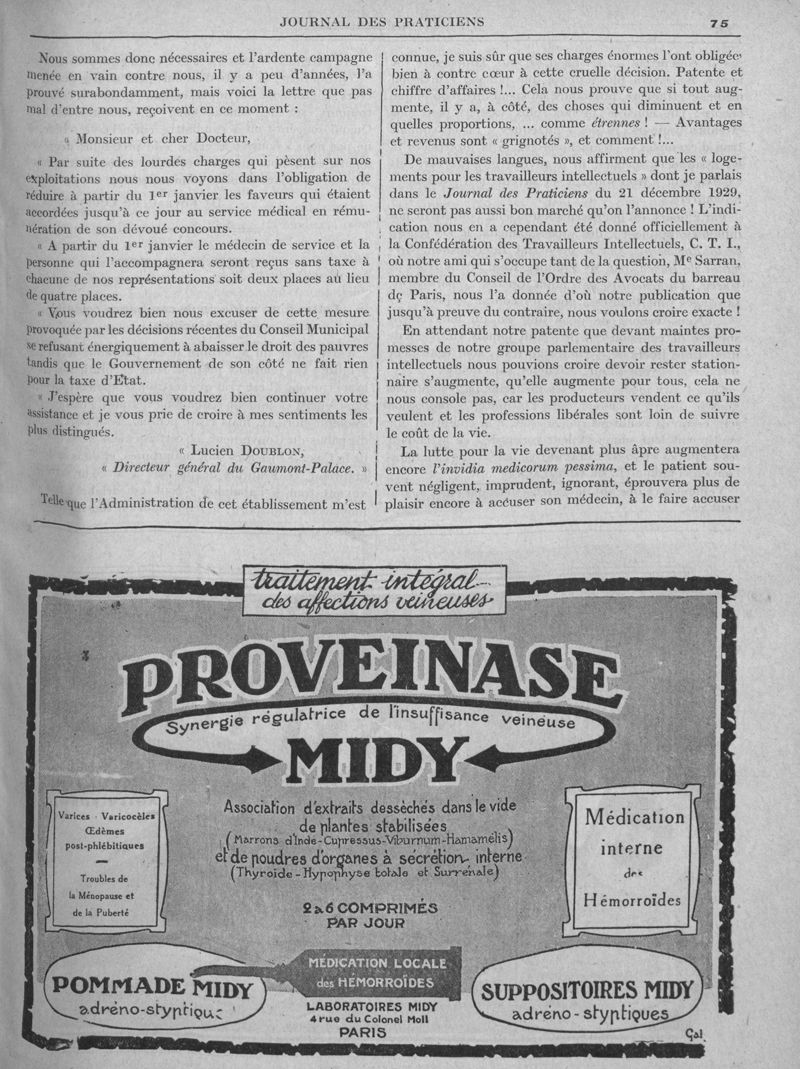 JOURNAL DES PRATICIENS 75
Nous sommes donc nécessaires et l'ardente campagne
menée en vain contre nous, il y a peu d'années, l'a
prouvé surabondamment, mais voici la lettre que pas
mal d'entre nous, reçoivent en ce moment :
« Monsieur et cher Docteur,
« Par suite des lourdes charges qui pèsent sur nos
exploitations nous nous voyons dans l'obligation de
réduire à partir du 1er janvier les faveurs qui étaient
accordées jusqu'à ce jour au service médical en rému-
nération de son dévoué concours.
« A partir du 1er janvier le médecin de service et la
personne qui l'accompagnera seront reçus sans taxe à
chacune de nos représentations soit deux places au lieu
de quatre places.
« Vous voudrez bien nous excuser de cette mesure
provoquée par les décisions récentes du Conseil Municipal
se refusant énergiquement à abaisser le droit des pauvres
tandis que le Gouvernement de son côté ne fait rien
pour la taxe d'Etat.
« J'espère que vous voudrez bien continuer votre
assistance et je vous prie de croire à mes sentiments les
plus distingués.
« Lucien DOUBLON,
« Directeur général du Gaumont-Palace. »
Telle que l'Administration de cet établissement m'est
connue, je suis sûr que ses charges énormes l'ont obligée
bien à contre cœur à cette cruelle décision. Patente et
chiffre d'affaires !... Cela nous prouve que si tout aug-
mente, il y a, à côté, des choses qui diminuent et en
quelles proportions, ... comme étrennes ! — Avantages
et revenus sont « grignotés », et comment !...
De mauvaises langues, nous affirment que les « loge-
ments pour les travailleurs intellectuels » dont je parlais
dans le Journal des Praticiens du 21 décembre 1929,
ne seront pas aussi bon marché qu'on l'annonce ! L'indi-
cation nous en a cependant été donné officiellement à
la Confédération des Travailleurs Intellectuels, C. T. I.,
où notre ami qui s'occupe tant de la question, Me Sarran,
membre du Conseil de l'Ordre des Avocats du barreau
de Paris, nous l'a donnée d'où notre publication que
jusqu'à preuve du contraire, nous voulons croire exacte !
En attendant notre patente que devant maintes pro-
messes de notre groupe parlementaire des travailleurs
intellectuels nous pouvions croire devoir rester station-
naire s'augmente, qu'elle augmente pour tous, cela ne
nous console pas, car les producteurs vendent ce qu'ils
veulent et les professions libérales sont loin de suivre
le coût de la vie.
La lutte pour la vie devenant plus âpre augmentera
encore l'invidia medicorum pessima, et le patient sou-
vent négligent, imprudent, ignorant, éprouvera plus de
plaisir encore à accuser son médecin, à le faire accuser
traitement intégral
des affections veineuses
PROVEINASE
Synergie régulatrice de l'insuffisance veineuse
MIDY
Varices - Varicocèles
Œdèmes
post-phlébitiques
Troubles de
la Ménopause et
de la Puberté
Association d'extraits desséchés dans le vide
de plantes stabilisées
(Marrons d'Inde-Cupressus-Viburnum-Hamamélis)
et de poudres d'organes à sécrétion interne
(Thyroïde-Hypophyse totale et Surrénale)
2 à 6 COMPRIMÉS
PAR JOUR
Médication
interne
des
Hémorroïdes
POMMADE MIDY
adréno-styptique
MÉDICATION LOCALE
des HÉMORROÏDES
LABORATOIRES MIDY
4 rue du Colonel Moll
PARIS
SUPPOSITOIRES MIDY
adréno-styptiques
Gal